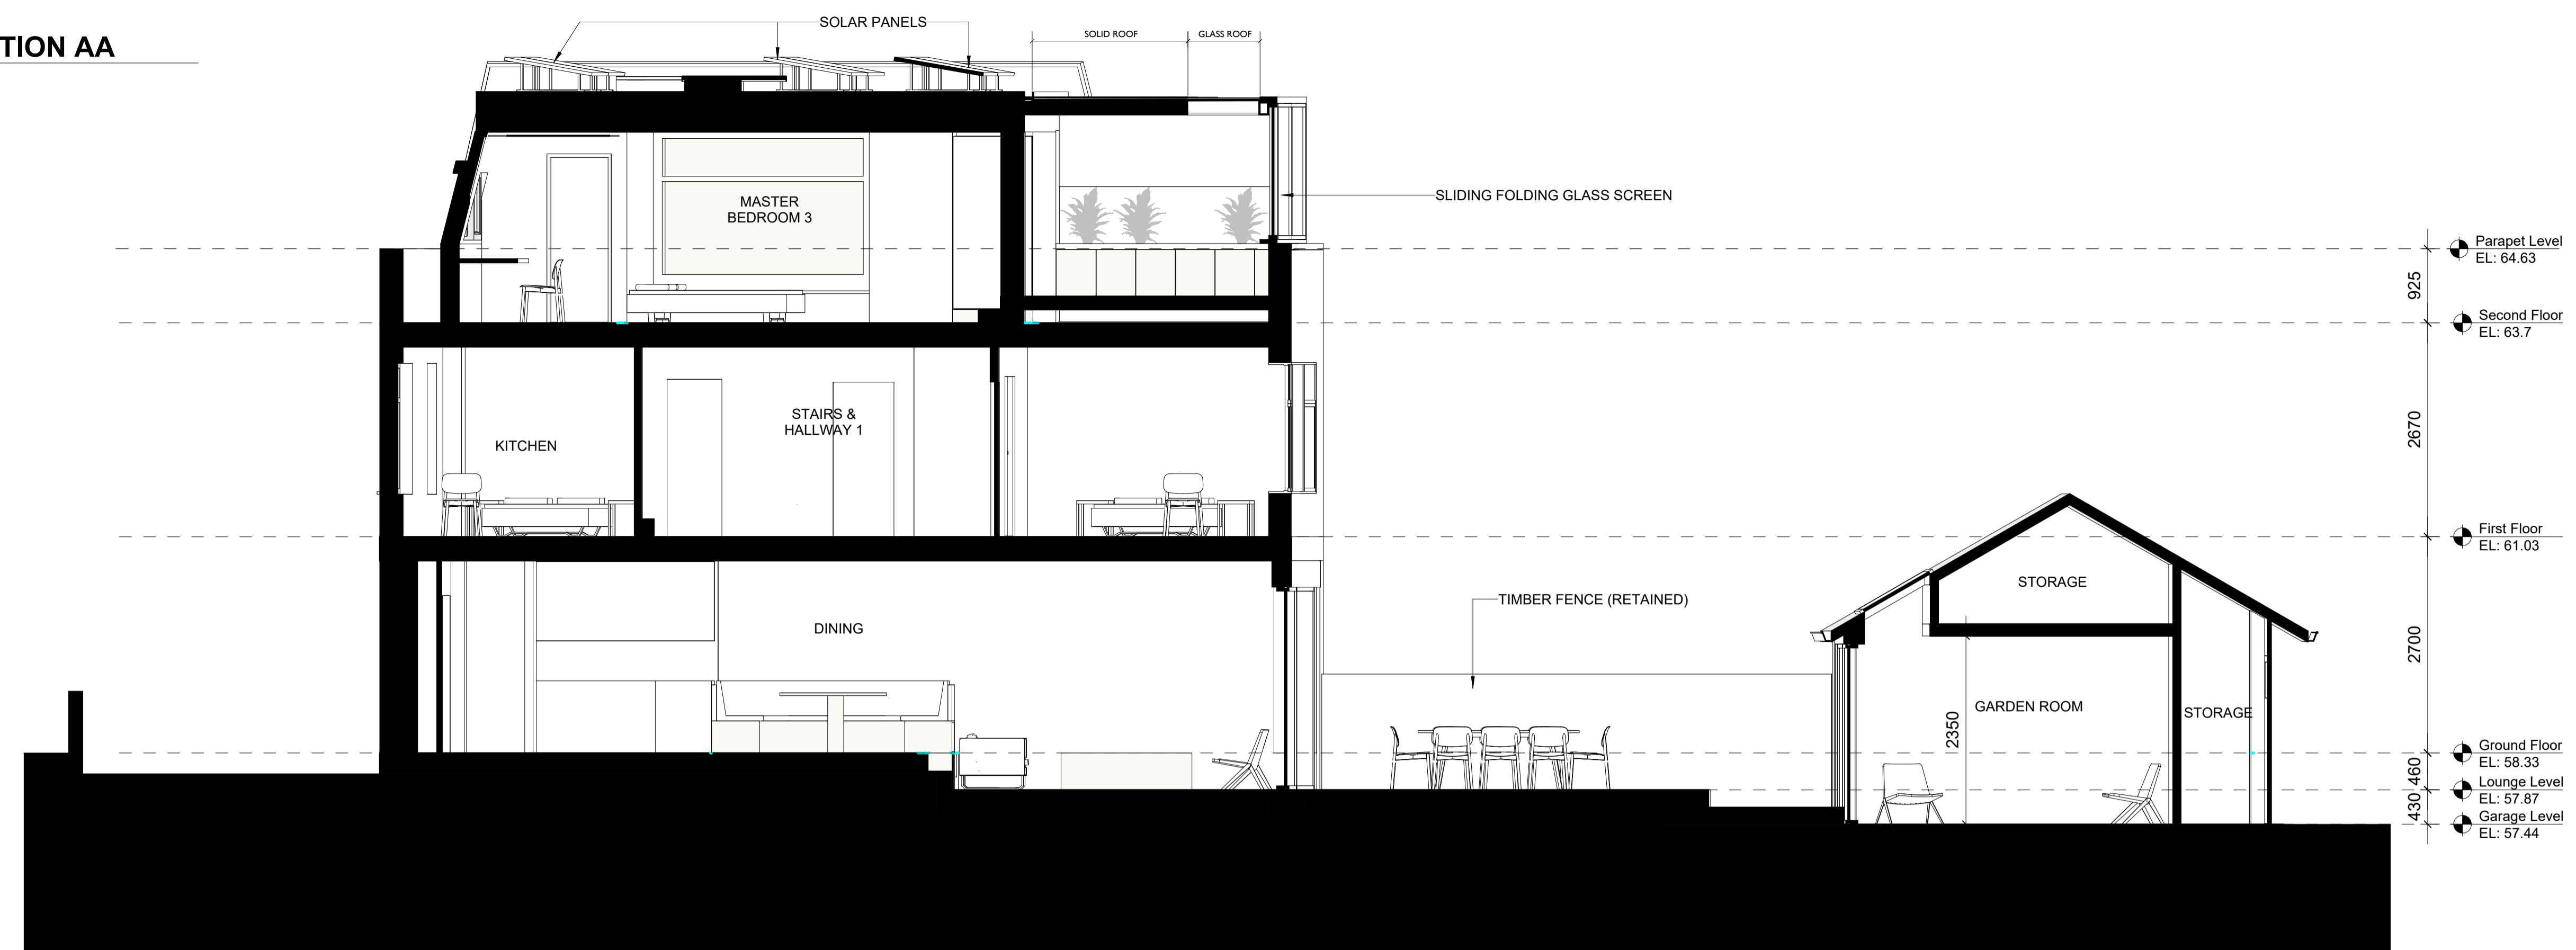 TION AA
SOLAR PANELS
SOLID ROOF
GLASS ROOF
MASTER
BEDROOM 3
SLIDING FOLDING GLASS SCREEN
Parapet Level
EL: 64.63
925
Second Floor
EL: 63.7
STAIRS &
HALLWAY 1
KITCHEN
2670
First Floor
EL: 61.03
STORAGE
TIMBER FENCE (RETAINED)
DINING
2700
GARDEN ROOM
STORAGE
2350
Ground Floor
EL: 58.33
460
Lounge Level
EL: 57.87
430
Garage Level
EL: 57.44